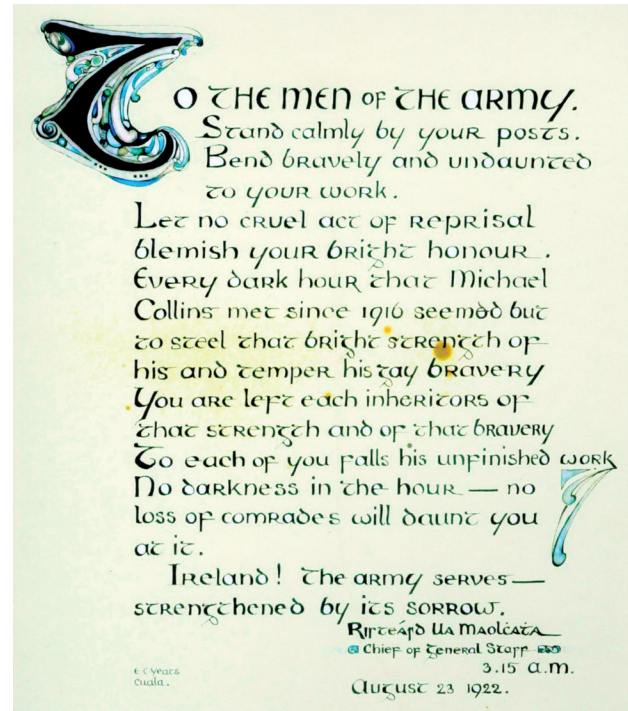 TO THE MEN OF THE ARMY.
Stand calmly by your posts.
Bend bravely and undaunted
to your work.
Let no cruel act of reprisal
blemish your bright honour.
Every dark hour that Michael
Collins met since 1916 seemed but
to steel that bright strength of
his and temper his gay bravery
You are left each inheritors of
that strength and of that bravery
To each of you falls his unfinished work
No darkness in the hour — no
loss of comrades will daunt you
at it.
Ireland! The army serves —
strengthened by its sorrow.
Risteárd Ua Maolċata
Chief of General Staff
3.15 a.m.
August 23 1922.
E C Yeats
Cuala.